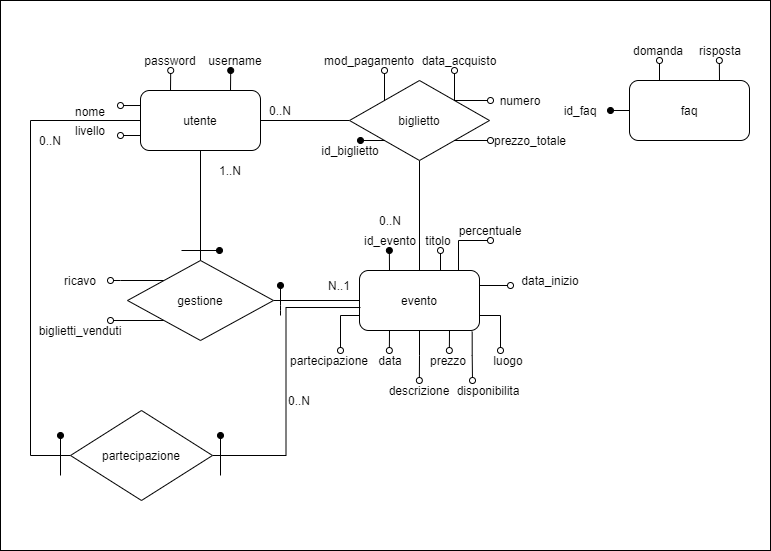 domanda
risposta
password
username
mod_pagamento
data_acquisto
numero
nome
0..N
id_faq
faq
utente
biglietto
livello
0..N
id_biglietto
prezzo_totale
1..N
0..N
percentuale
id_evento
titolo
ricavo
data_inizio
N..1
gestione
evento
biglietti_venduti
partecipazione
data
prezzo
luogo
descrizione
disponibilita
0..N
partecipazione